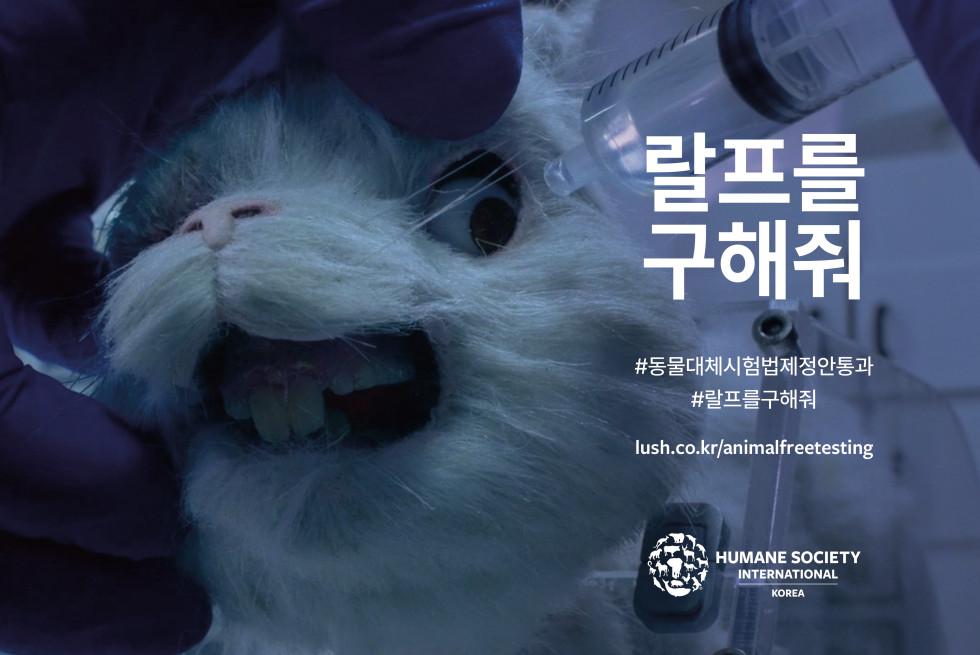 랄프를
구해줘
#동물대체시험법제정안통과
#랄프를구해줘
lush.co.kr/animalfreetesting
HUMANE SOCIETY
INTERNATIONAL
KOREA